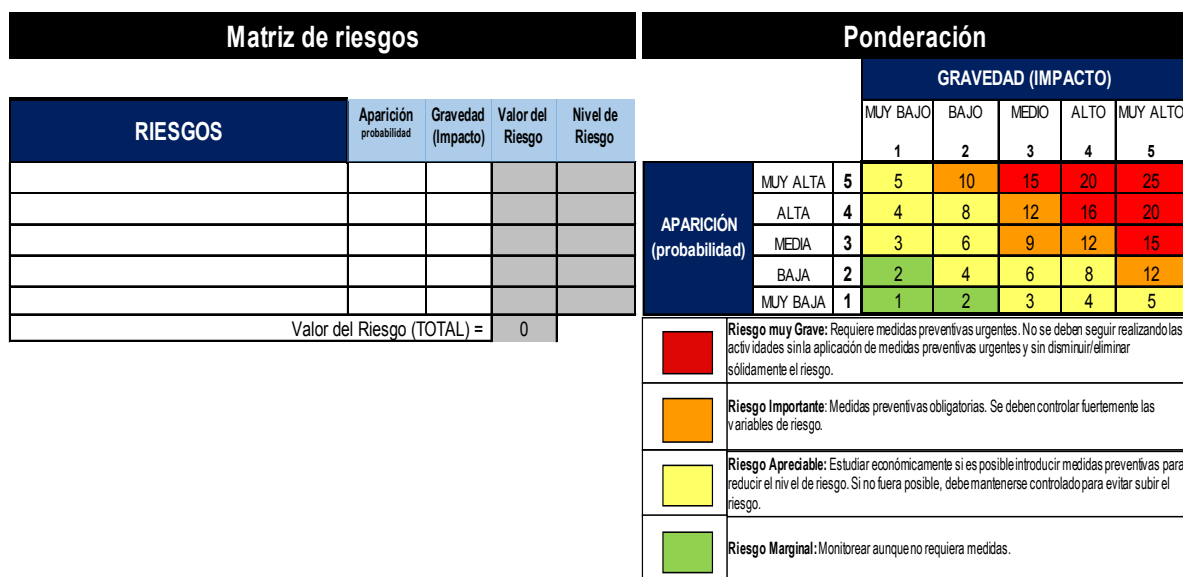 Matriz de riesgos
RIESGOS
Aparición
probabilidad
Gravedad
(Impacto)
Valor del
Riesgo
Nivel de
Riesgo
Valor del Riesgo (TOTAL) = 0
Ponderación
GRAVEDAD (IMPACTO)
MUY BAJO BAJO MEDIO ALTO MUY ALTO
1 2 3 4 5
APARICIÓN
(probabilidad)
MUY ALTA 5 5 10 15 20 25
ALTA 4 4 8 12 16 20
MEDIA 3 3 6 9 12 15
BAJA 2 2 4 6 8 12
MUY BAJA 1 1 2 3 4 5
Riesgo muy Grave: Requiere medidas preventivas urgentes. No se deben seguir realizando las
actividades sin la aplicación de medidas preventivas urgentes y sin disminuir/eliminar
sólidamente el riesgo.
Riesgo Importante: Medidas preventivas obligatorias. Se deben controlar fuertemente las
variables de riesgo.
Riesgo Apreciable: Estudiar económicamente si es posible introducir medidas preventivas para
reducir el nivel de riesgo. Si no fuera posible, debe mantenerse controlado para evitar subir el
riesgo.
Riesgo Marginal: Monitorear aunque no requiera medidas.